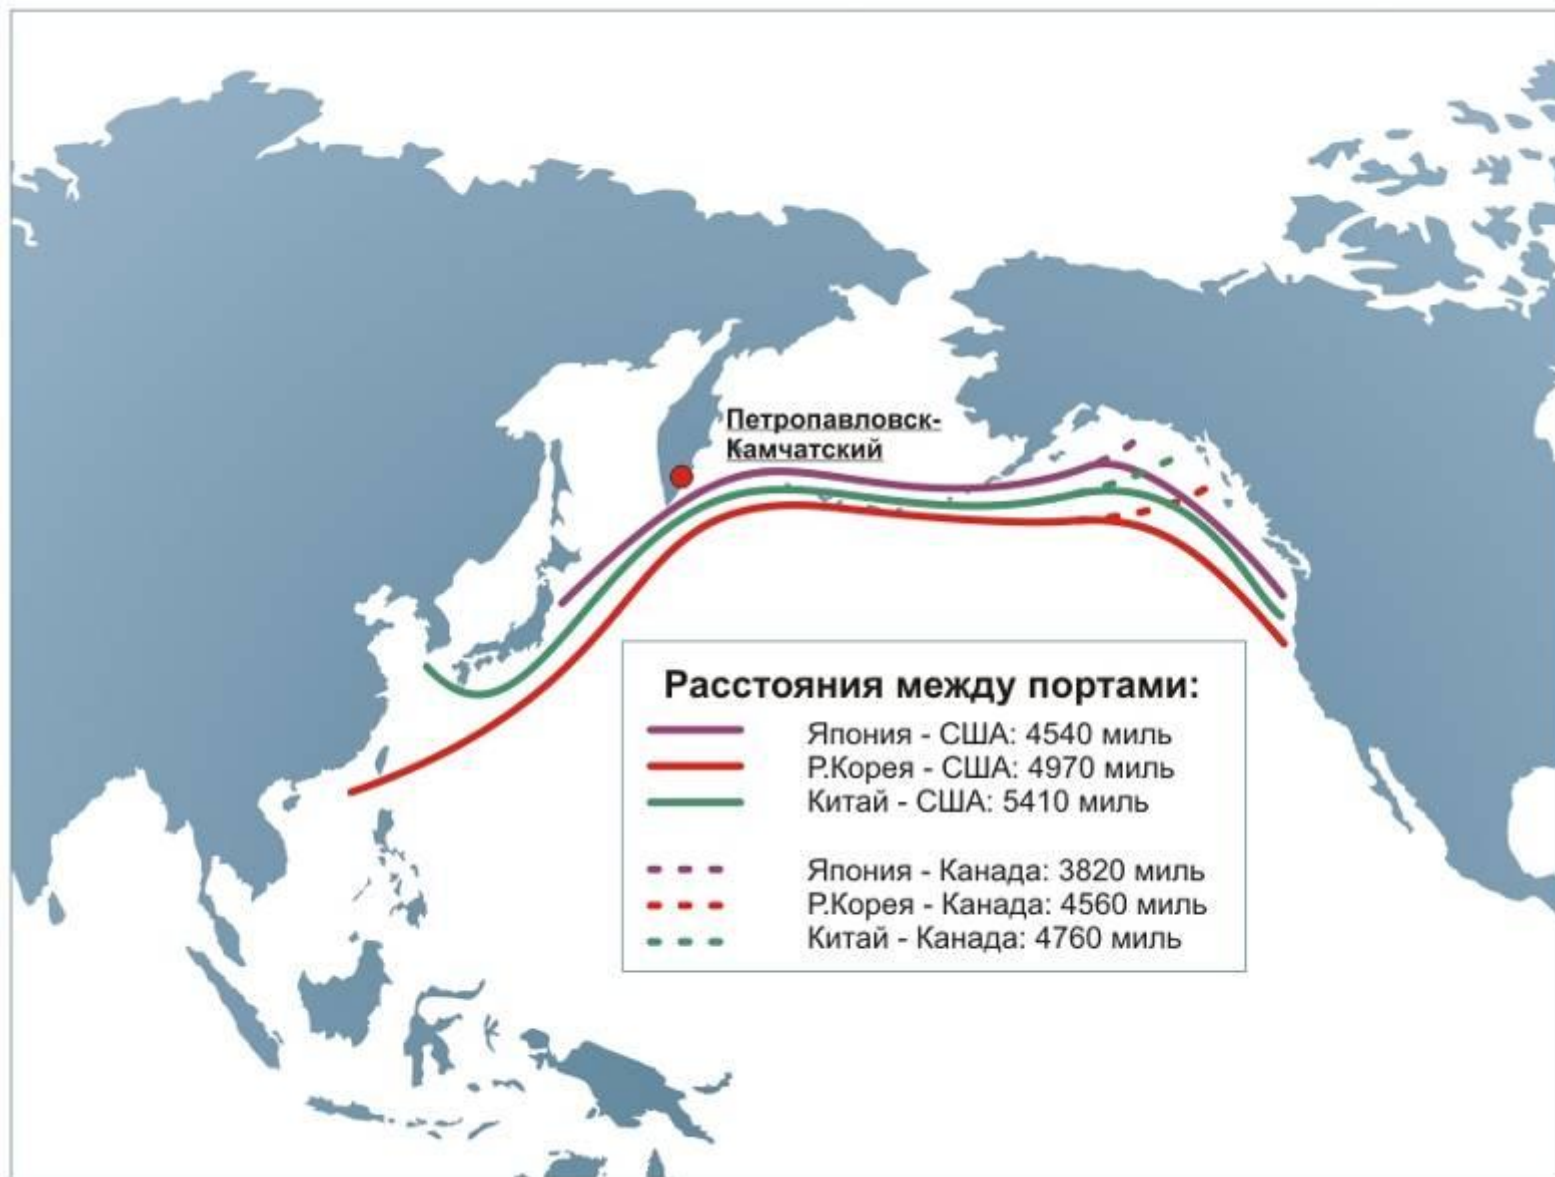 Петропавловск-
Камчатский
Расстояния между портами:
Япония - США: 4540 миль
Р.Корея - США: 4970 миль
Китай - США: 5410 миль
Япония - Канада: 3820 миль
Р.Корея - Канада: 4560 миль
Китай - Канада: 4760 миль